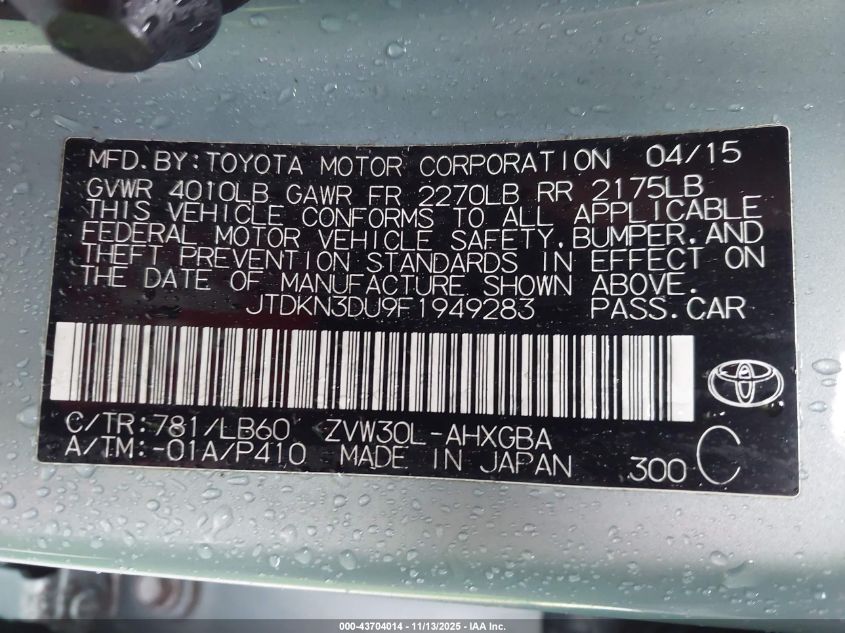 MFD.BY:TOYOTA MOTOR CORPORATION 04/15
GVWR 4010LB GAWR FR 2270LB RR 2175LB
THIS VEHICLE CONFORMS TO ALL APPLICABLE
FEDERAL MOTOR VEHICLE SAFETY,BUMPER,AND
THEFT PREVENTION STANDARDS IN EFFECT ON
THE DATE OF MANUFACTURE SHOWN ABOVE.
JTDKN3DU9F1949283 PASS.CAR
C/TR:781/LB60 ZVW30L-AHXGBA
A/TM:-01A/P410 MADE IN JAPAN 300 C
000-43704014 - 11/13/2025 - IAA Inc.